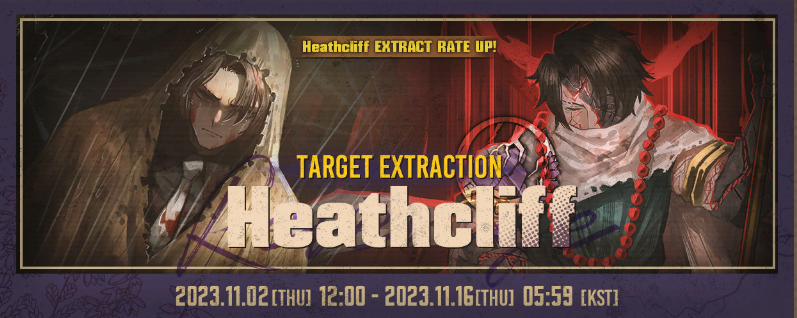 Heathcliff EXTRACT RATE UP!
TARGET EXTRACTION
Heathcliff
2023.11.02[THU] 12:00 - 2023.11.16[THU] 05:59 [KST]